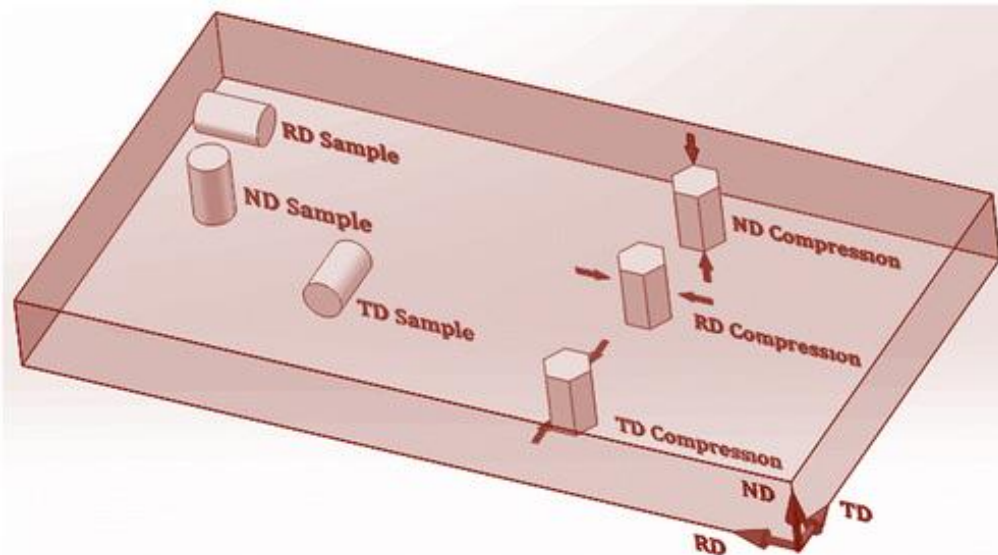 RD Sample
ND Sample
TD Sample
ND Compression
RD Compression
TD Compression
ND
TD
RD